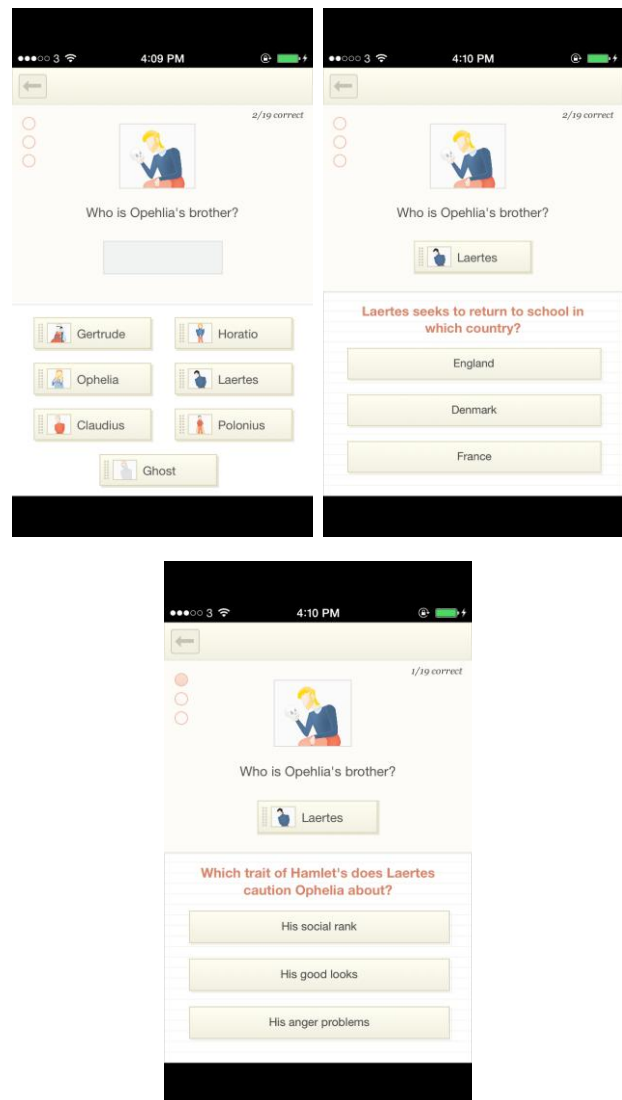 3 4:09 PM
2/19 correct
Who is Opehlia's brother?
Gertrude
Horatio
Ophelia
Laertes
Claudius
Polonius
Ghost
3 4:10 PM
2/19 correct
Who is Opehlia's brother?
Laertes
Laertes seeks to return to school in
which country?
England
Denmark
France
3 4:10 PM
1/19 correct
Who is Opehlia's brother?
Laertes
Which trait of Hamlet's does Laertes
caution Ophelia about?
His social rank
His good looks
His anger problems